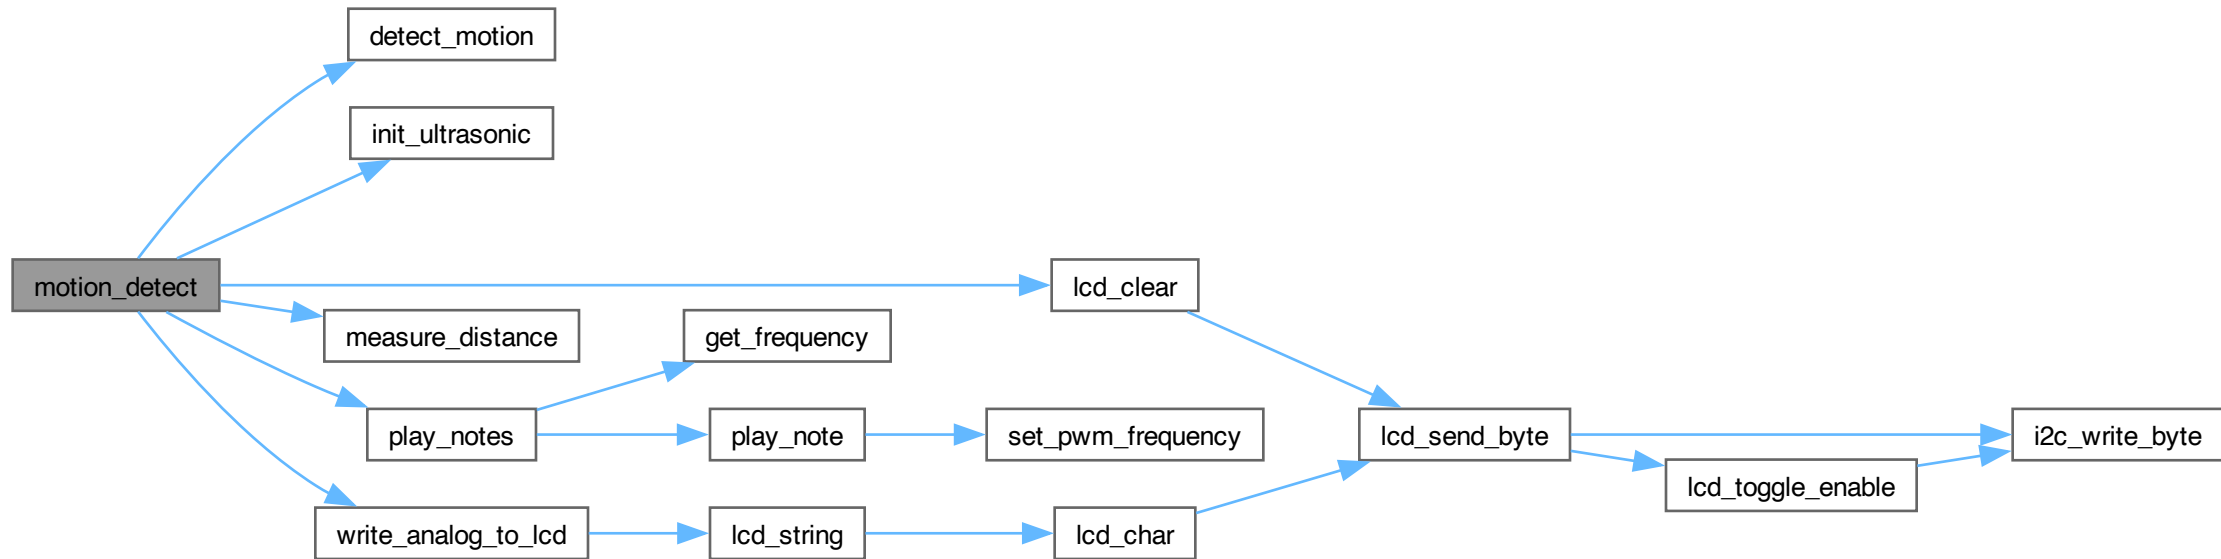 detect_motion
init_ultrasonic
motion_detect
lcd_clear
measure_distance
get_frequency
play_notes
play_note
set_pwm_frequency
lcd_send_byte
i2c_write_byte
lcd_toggle_enable
write_analog_to_lcd
lcd_string
lcd_char